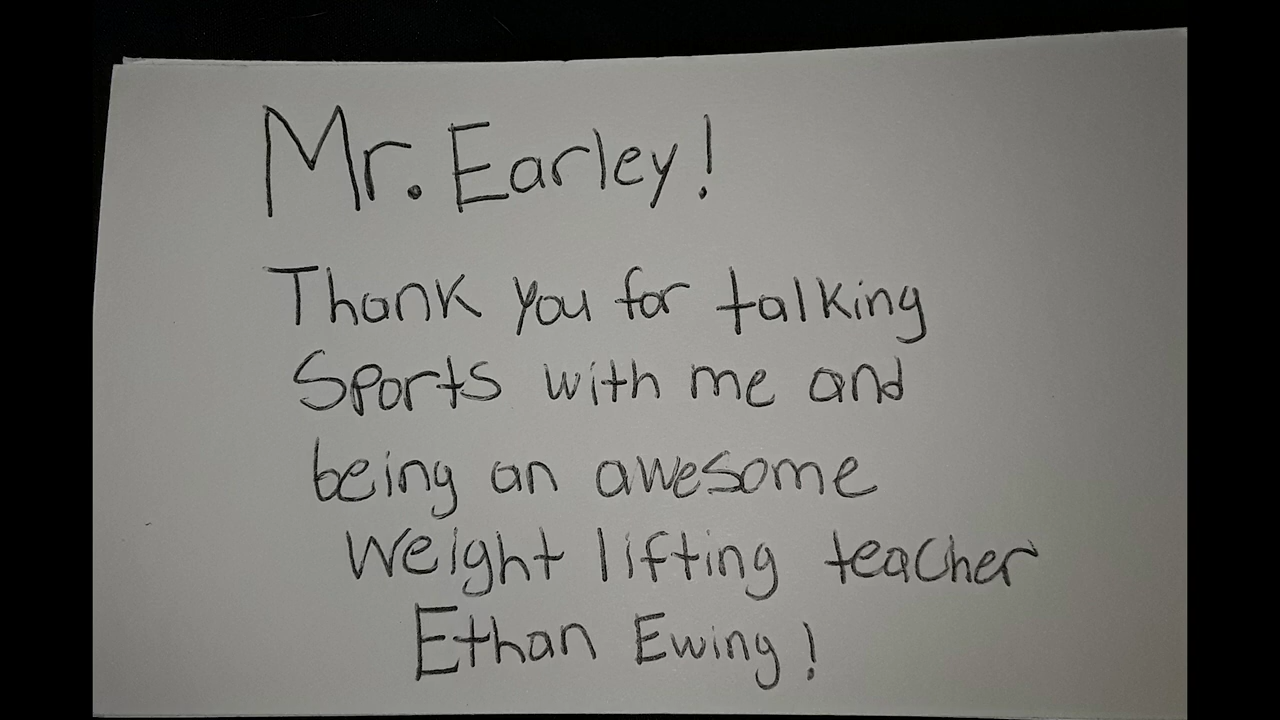 Mr. Earley!
Thank you for talking
Sports with me and
being an awesome
Weight lifting teacher
Ethan Ewing!